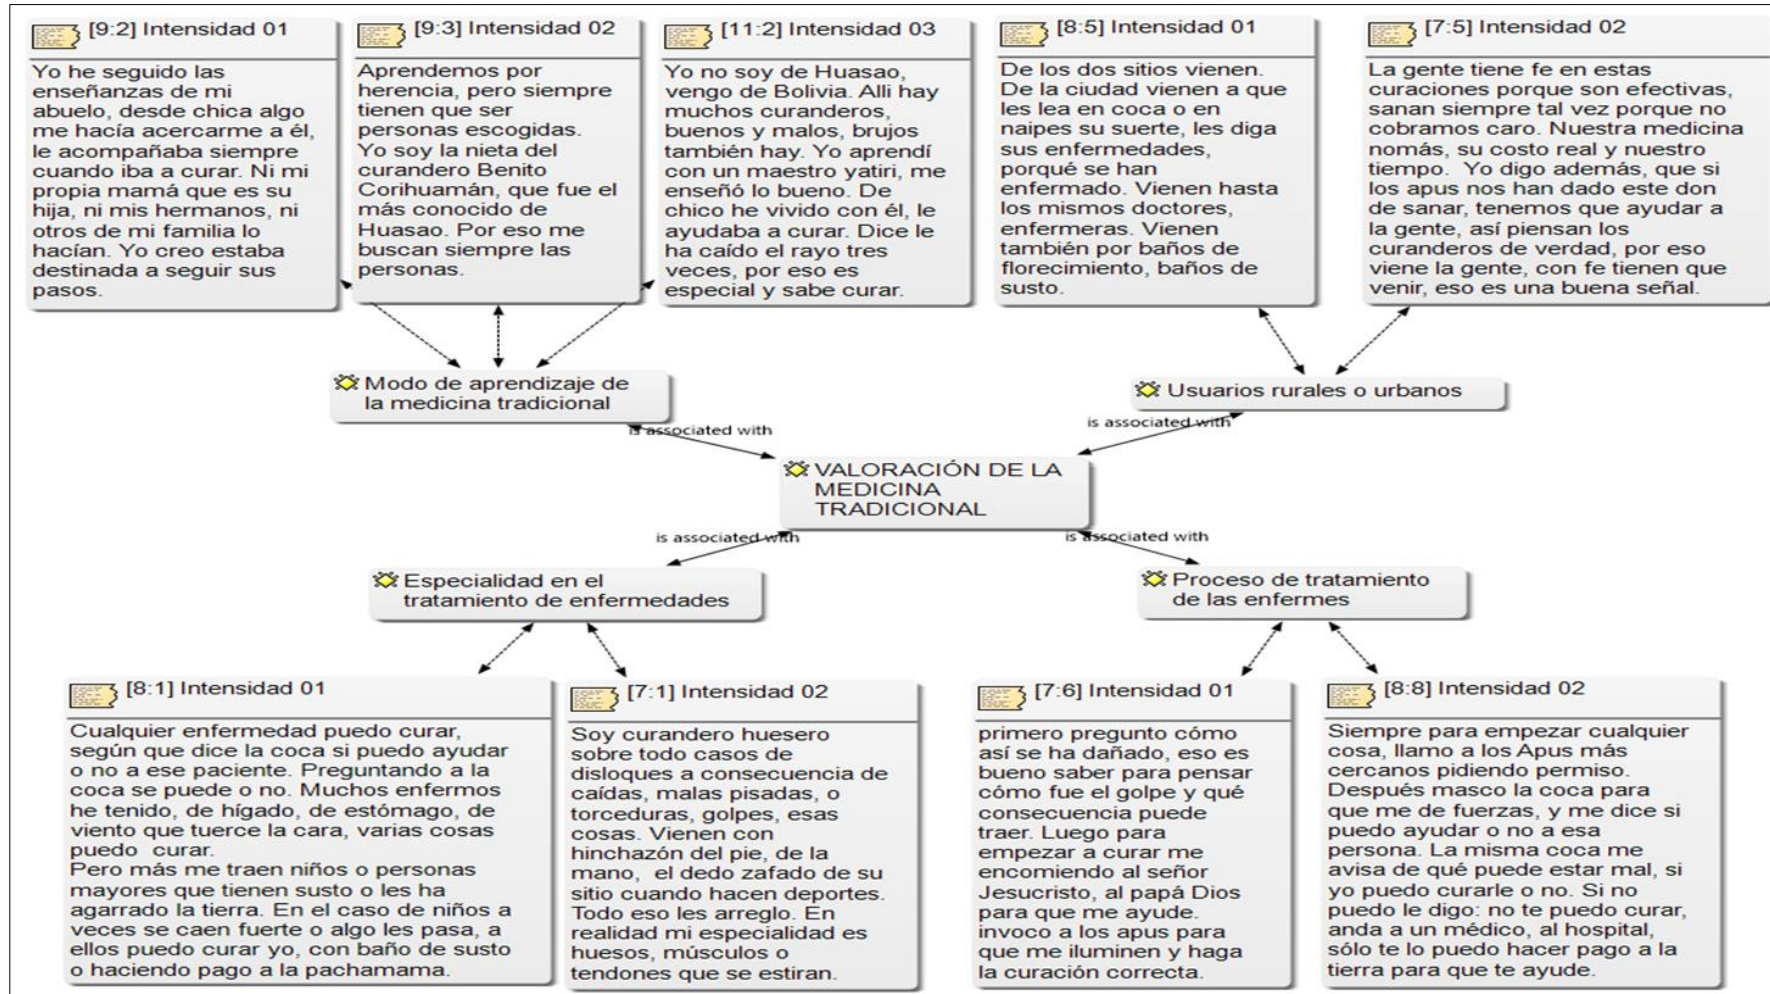 [9:2] Intensidad 01
Yo he seguido las
enseñanzas de mi
abuelo, desde chica algo
me hacía acercarme a él,
le acompañaba siempre
cuando iba a curar. Ni mi
propia mamá que es su
hija, ni mis hermanos, ni
otros de mi familia lo
hacían. Yo creo estaba
destinada a seguir sus
pasos.
[9:3] Intensidad 02
Aprendemos por
herencia, pero siempre
tienen que ser
personas escogidas.
Yo soy la nieta del
curandero Benito
Corihuamán, que fue el
más conocido de
Huasao. Por eso me
buscan siempre las
personas.
[11:2] Intensidad 03
Yo no soy de Huasao,
vengo de Bolivia. Alli hay
muchos curanderos,
buenos y malos, brujos
también hay. Yo aprendí
con un maestro yatiri, me
enseñó lo bueno. De
chico he vivido con él, le
ayudaba a curar. Dice le
ha caído el rayo tres
veces, por eso es
especial y sabe curar.
[8:5] Intensidad 01
De los dos sitios vienen.
De la ciudad vienen a que
les lea en coca o en
naipes su suerte, les diga
sus enfermedades,
porqué se han
enfermado. Vienen hasta
los mismos doctores,
enfermeras. Vienen
también por baños de
florecimiento, baños de
susto.
[7:5] Intensidad 02
La gente tiene fe en estas
curaciones porque son efectivas,
sanan siempre tal vez porque no
cobramos caro. Nuestra medicina
nomás, su costo real y nuestro
tiempo. Yo digo además, que si
los apus nos han dado este don
de sanar, tenemos que ayudar a
la gente, así piensan los
curanderos de verdad, por eso
viene la gente, con fe tienen que
venir, eso es una buena señal.
Modo de aprendizaje de
la medicina tradicional
Usuarios rurales o urbanos
is associated with
is associated with
VALORACIÓN DE LA
MEDICINA
TRADICIONAL
is associated with
is associated with
Especialidad en el
tratamiento de enfermedades
Proceso de tratamiento
de las enfermes
[8:1] Intensidad 01
Cualquier enfermedad puedo curar,
según que dice la coca si puedo ayudar
o no a ese paciente. Preguntando a la
coca se puede o no. Muchos enfermos
he tenido, de hígado, de estómago, de
viento que tuerce la cara, varias cosas
puedo curar.
Pero más me traen niños o personas
mayores que tienen susto o les ha
agarrado la tierra. En el caso de niños a
veces se caen fuerte o algo les pasa, a
ellos puedo curar yo, con baño de susto
o haciendo pago a la pachamama.
[7:1] Intensidad 02
Soy curandero huesero
sobre todo casos de
disloques a consecuencia de
caídas, malas pisadas, o
torceduras, golpes, esas
cosas. Vienen con
hinchazón del pie, de la
mano, el dedo zafado de su
sitio cuando hacen deportes.
Todo eso les arreglo. En
realidad mi especialidad es
huesos, músculos o
tendones que se estiran.
[7:6] Intensidad 01
primero pregunto cómo
así se ha dañado, eso es
bueno saber para pensar
cómo fue el golpe y qué
consecuencia puede
traer. Luego para
empezar a curar me
encomiendo al señor
Jesucristo, al papá Dios
para que me ayude.
invoco a los apus para
que me iluminen y haga
la curación correcta.
[8:8] Intensidad 02
Siempre para empezar cualquier
cosa, llamo a los Apus más
cercanos pidiendo permiso.
Después masco la coca para
que me de fuerzas, y me dice si
puedo ayudar o no a esa
persona. La misma coca me
avisa de qué puede estar mal, si
yo puedo curarle o no. Si no
puedo le digo: no te puedo curar,
anda a un médico, al hospital,
sólo te lo puedo hacer pago a la
tierra para que te ayude.